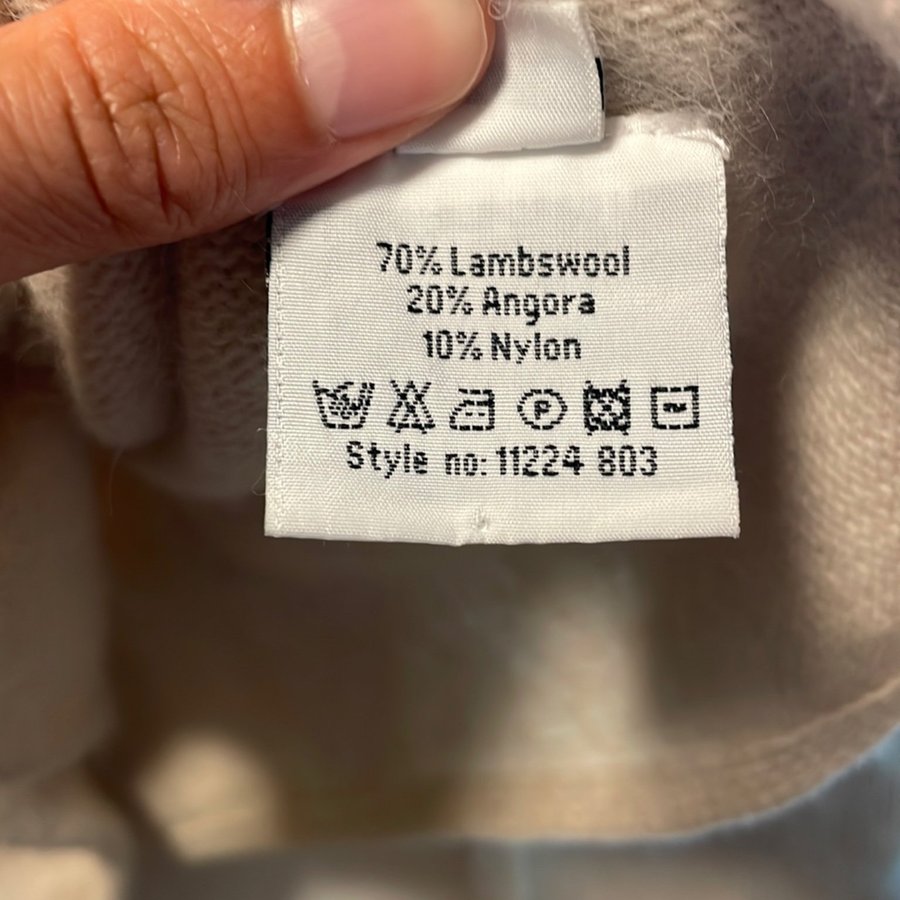 70% Lambswool
20% Angora
10% Nylon
P
Style no: 11224 803